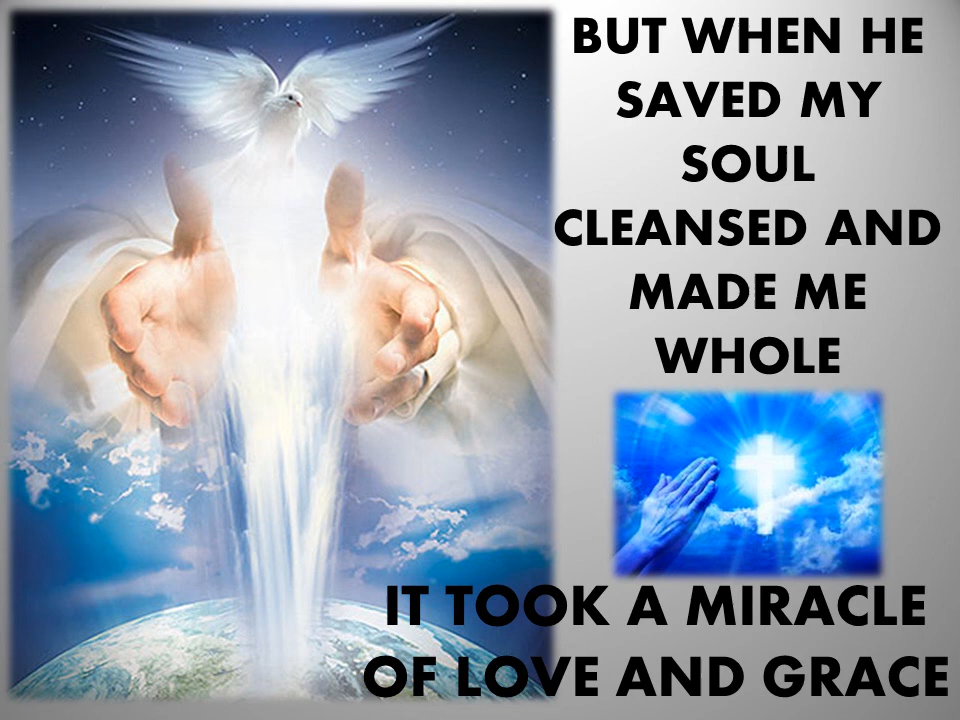 BUT WHEN HE
SAVED MY
SOUL
CLEANSED AND
MADE ME
WHOLE
IT TOOK A MIRACLE
OF LOVE AND GRACE